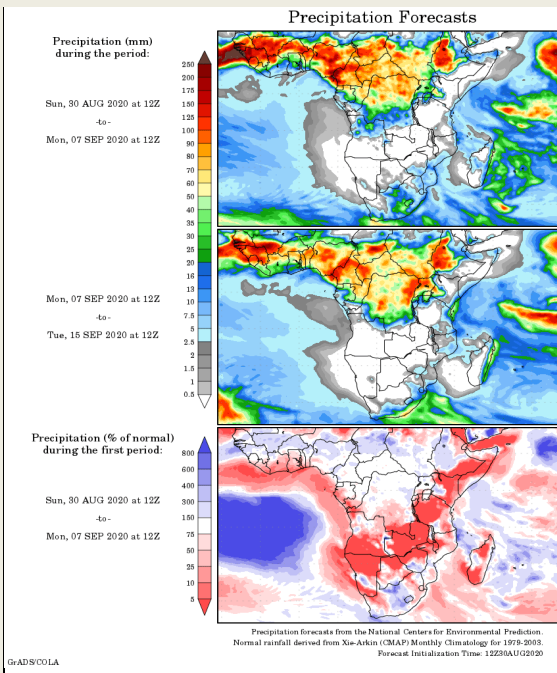 Precipitation Forecasts
Precipitation (mm)
during the period:
Sun, 30 AUG 2020 at 12Z
-to-
Mon, 07 SEP 2020 at 12Z
250
200
175
150
125
100
90
80
70
60
50
40
35
30
25
20
16
13
10
7.5
5
2.5
2
1.5
1
0.5
Mon, 07 SEP 2020 at 12Z
-to-
Tue, 15 SEP 2020 at 12Z
Precipitation (% of normal)
during the first period:
Sun, 30 AUG 2020 at 12Z
-to-
Mon, 07 SEP 2020 at 12Z
800
600
400
300
150
75
50
25
10
5
Precipitation forecasts from the National Centers for Environmental Prediction.
Normal rainfall derived from Xie-Arkin (CMAP) Monthly Climatology for 1979-2003.
Forecast Initialization Time: 12Z30AUG2020
GrADS/COLA